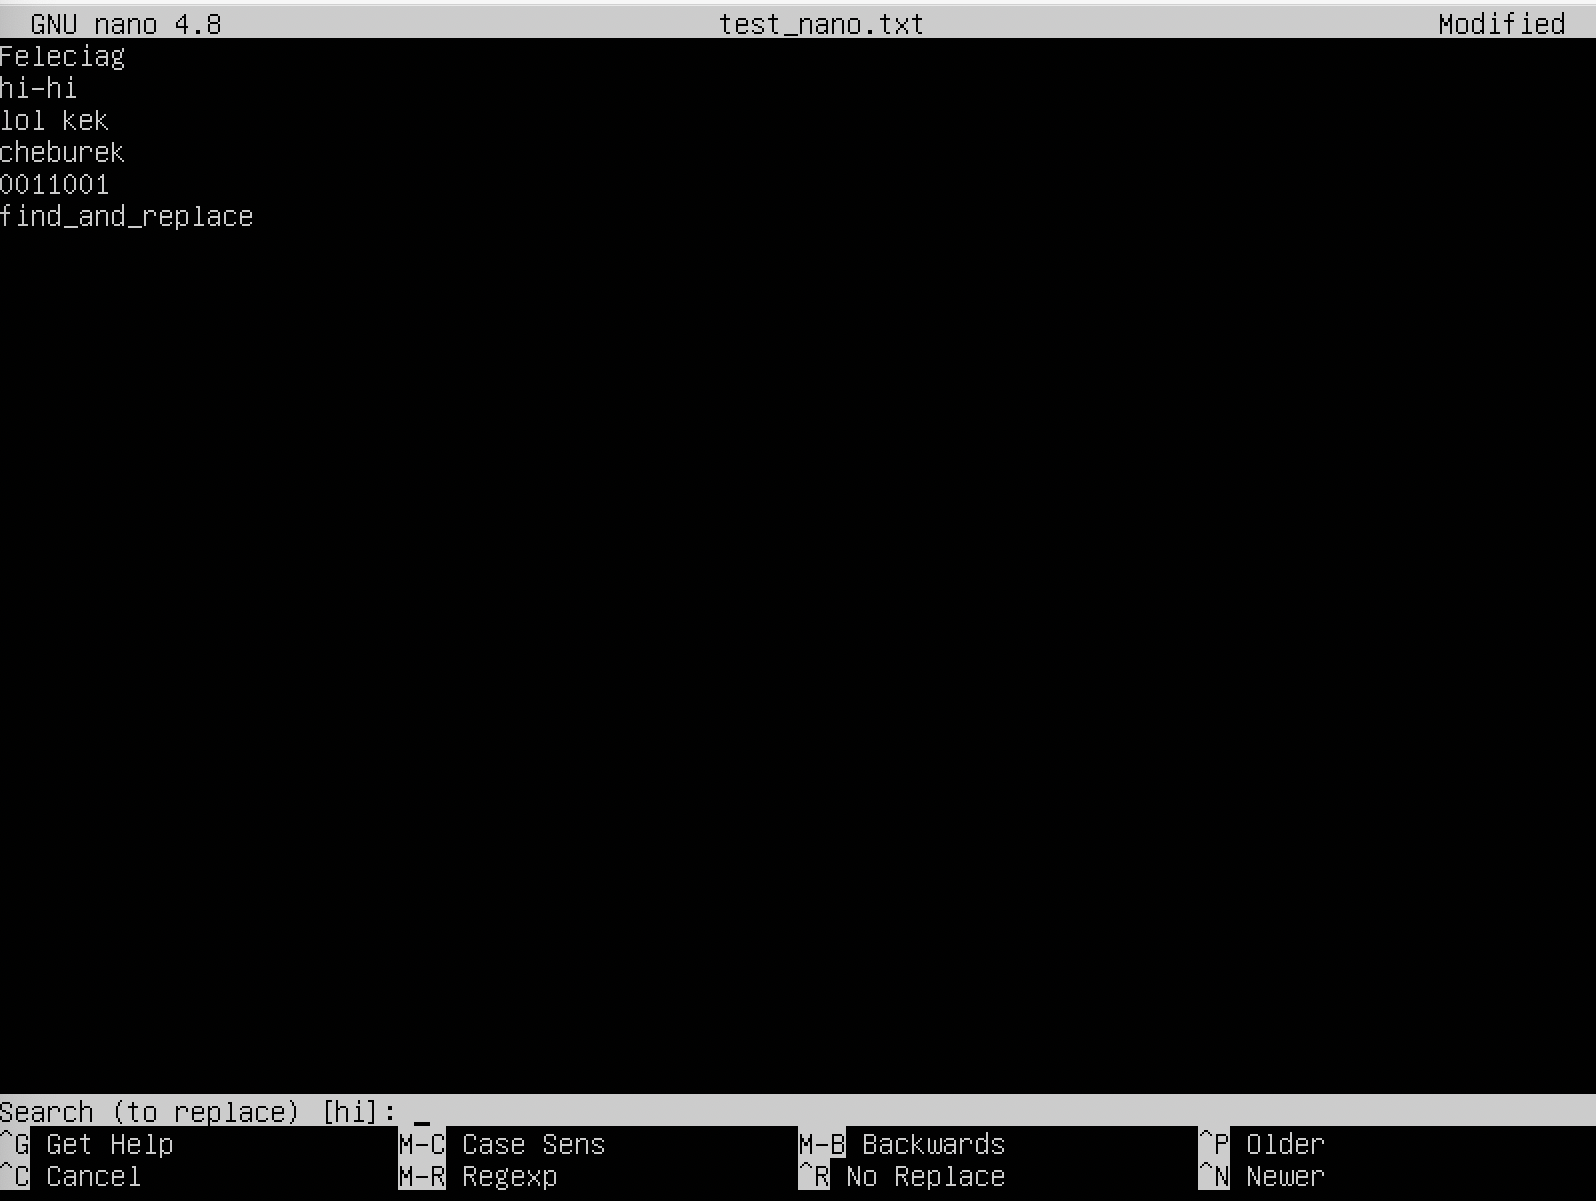 GNU nano 4.8 test_nano.txt Modified
Feleciag
hi-hi
lol kek
cheburek
0011001
find_and_replace
Search (to replace) [hi]: _
^G Get Help M-C Case Sens M-B Backwards ^P Older
^C Cancel M-R Regexp ^R No Replace ^N Newer